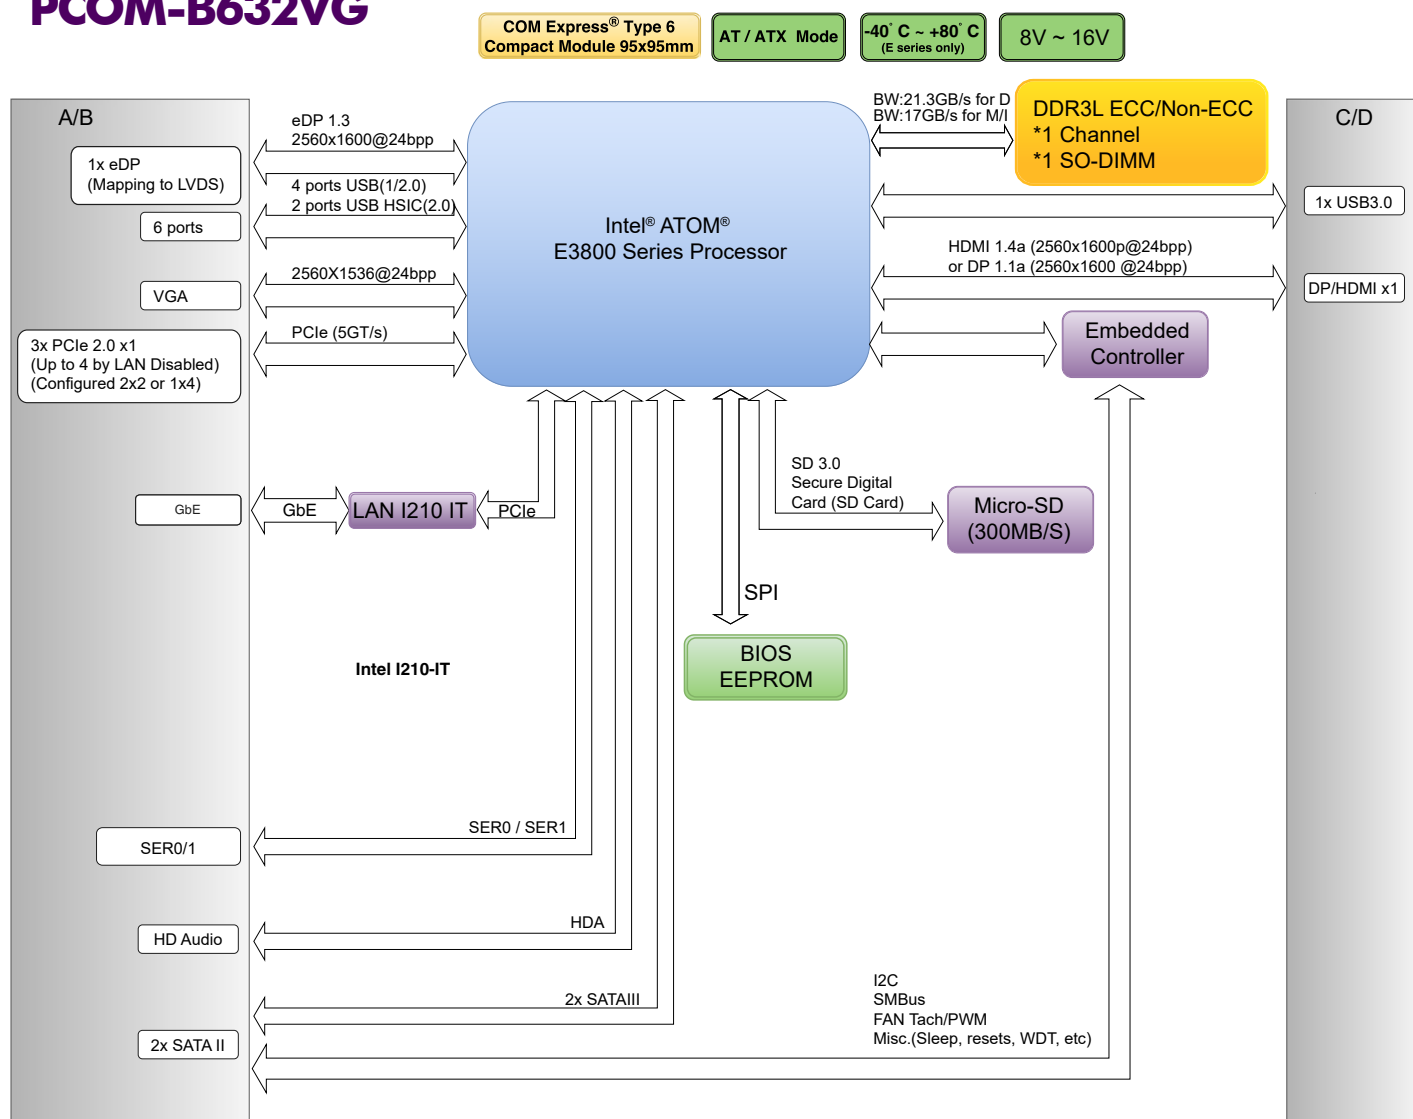 PCOM-B632VG
COM Express® Type 6
Compact Module 95x95mm
AT / ATX Mode
-40° C ~ +80° C
(E series only)
8V ~ 16V
A/B
1x eDP
(Mapping to LVDS)
6 ports
VGA
3x PCIe 2.0 x1
(Up to 4 by LAN Disabled)
(Configured 2x2 or 1x4)
GbE
SER0/1
HD Audio
2x SATA II
eDP 1.3
2560x1600@24bpp
4 ports USB(1/2.0)
2 ports USB HSIC(2.0)
2560X1536@24bpp
PCIe (5GT/s)
Intel® ATOM®
E3800 Series Processor
BW:21.3GB/s for D
BW:17GB/s for M/I
DDR3L ECC/Non-ECC
*1 Channel
*1 SO-DIMM
C/D
1x USB3.0
HDMI 1.4a (2560x1600p@24bpp)
or DP 1.1a (2560x1600 @24bpp)
DP/HDMI x1
Embedded
Controller
GbE
LAN I210 IT
PCIe
SD 3.0
Secure Digital
Card (SD Card)
Micro-SD
(300MB/S)
SPI
BIOS
EEPROM
Intel I210-IT
SER0 / SER1
HDA
2x SATAIII
I2C
SMBus
FAN Tach/PWM
Misc.(Sleep, resets, WDT, etc)